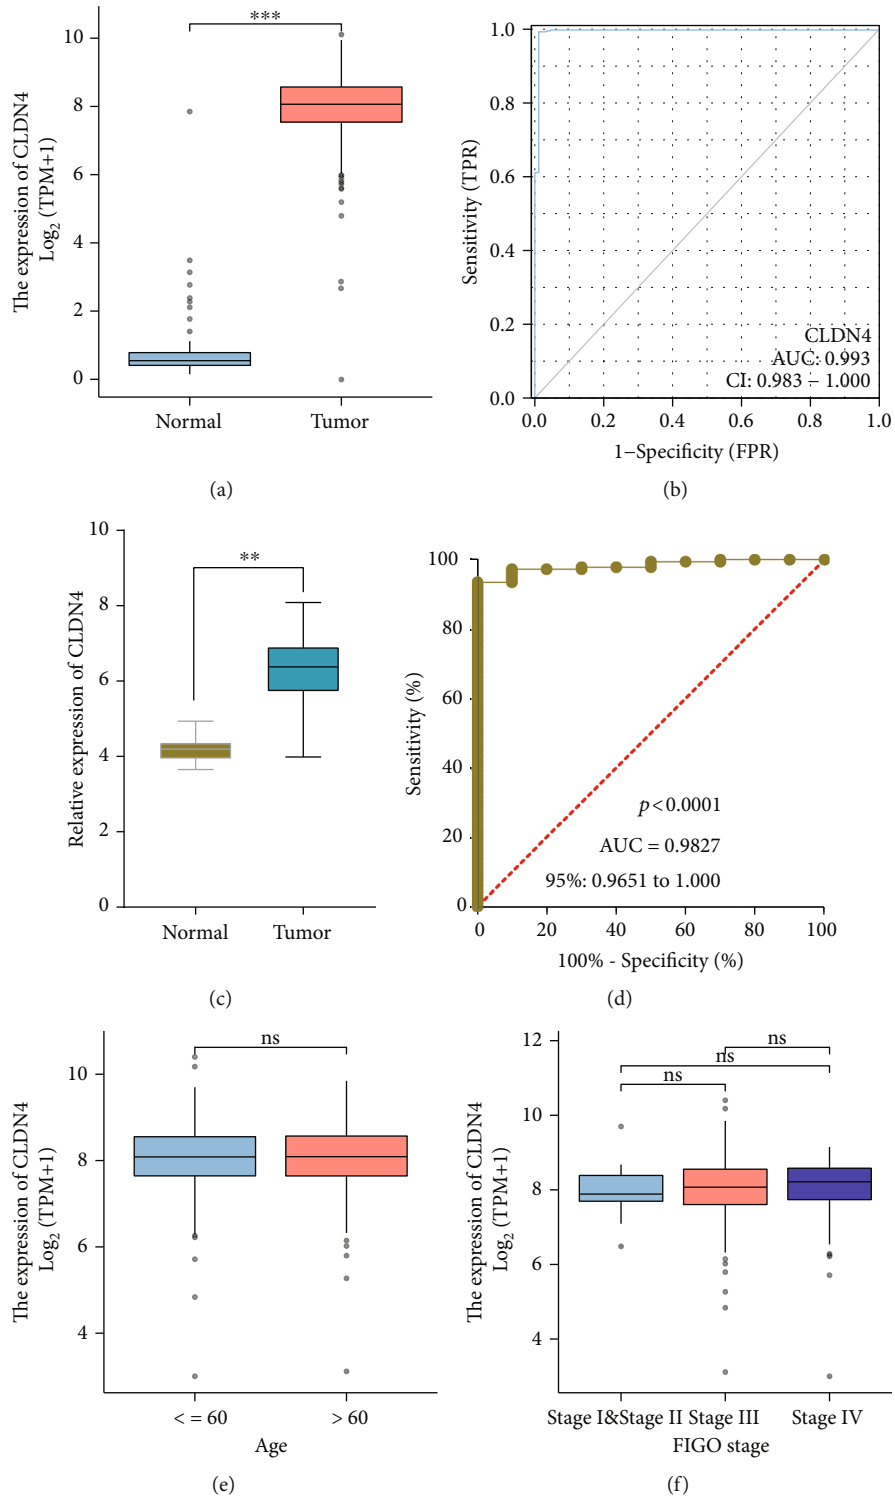 The expression of CLDN4
Log2 (TPM+1)
10
8
6
4
2
0
***
Normal
Tumor
(a)
Sensitivity (TPR)
1.0
0.8
0.6
0.4
0.2
0.0
CLDN4
AUC: 0.993
CI: 0.983 – 1.000
0.0 0.2 0.4 0.6 0.8 1.0
1–Specificity (FPR)
(b)
Relative expression of CLDN4
10
8
6
4
2
0
**
Normal
Tumor
(c)
Sensitivity (%)
100
80
60
40
20
0
p<0.0001
AUC = 0.9827
95%: 0.9651 to 1.000
0 20 40 60 80 100
100% - Specificity (%)
(d)
The expression of CLDN4
Log2 (TPM+1)
10
8
6
4
ns
< = 60
> 60
Age
(e)
The expression of CLDN4
Log2 (TPM+1)
12
10
8
6
4
ns
ns
ns
Stage I&Stage II Stage III Stage IV
FIGO stage
(f)